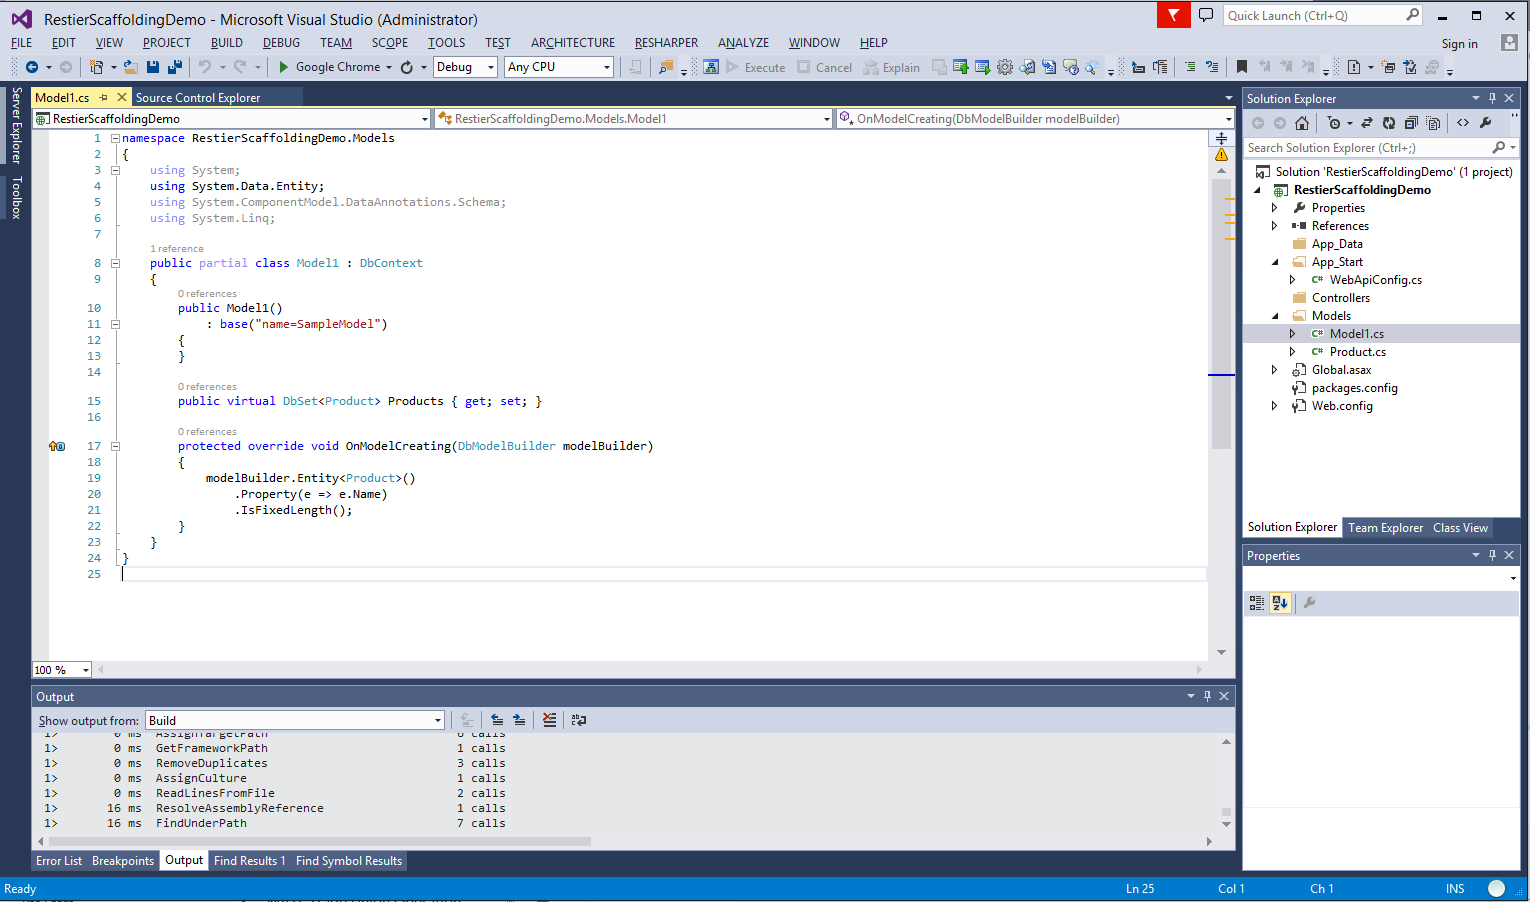 RestierScaffoldingDemo - Microsoft Visual Studio (Administrator)
Quick Launch (Ctrl+Q)
FILE EDIT VIEW PROJECT BUILD DEBUG TEAM SCOPE TOOLS TEST ARCHITECTURE RESHARPER ANALYZE WINDOW HELP
Sign in
Google Chrome Debug Any CPU Execute Cancel Explain
Server Explorer
Toolbox
Model1.cs Source Control Explorer
RestierScaffoldingDemo RestierScaffoldingDemo.Models.Model1 OnModelCreating(DbModelBuilder modelBuilder)
1 namespace RestierScaffoldingDemo.Models
2 {
3 using System;
4 using System.Data.Entity;
5 using System.ComponentModel.DataAnnotations.Schema;
6 using System.Linq;
7
1 reference
8 public partial class Model1 : DbContext
9 {
0 references
10 public Model1()
11 : base("name=SampleModel")
12 {
13 }
14
0 references
15 public virtual DbSet<Product> Products { get; set; }
16
0 references
17 protected override void OnModelCreating(DbModelBuilder modelBuilder)
18 {
19 modelBuilder.Entity<Product>()
20 .Property(e => e.Name)
21 .IsFixedLength();
22 }
23 }
24 }
25
100 %
Output
Show output from: Build
1> 0 ms AssignTargetPath 6 calls
1> 0 ms GetFrameworkPath 1 calls
1> 0 ms RemoveDuplicates 3 calls
1> 0 ms AssignCulture 1 calls
1> 0 ms ReadLinesFromFile 2 calls
1> 16 ms ResolveAssemblyReference 1 calls
1> 16 ms FindUnderPath 7 calls
Error List Breakpoints Output Find Results 1 Find Symbol Results
Solution Explorer
Search Solution Explorer (Ctrl+;)
Solution 'RestierScaffoldingDemo' (1 project)
RestierScaffoldingDemo
Properties
References
App_Data
App_Start
C# WebApiConfig.cs
Controllers
Models
C# Model1.cs
C# Product.cs
Global.asax
packages.config
Web.config
Solution Explorer Team Explorer Class View
Properties
Ready Ln 25 Col 1 Ch 1 INS